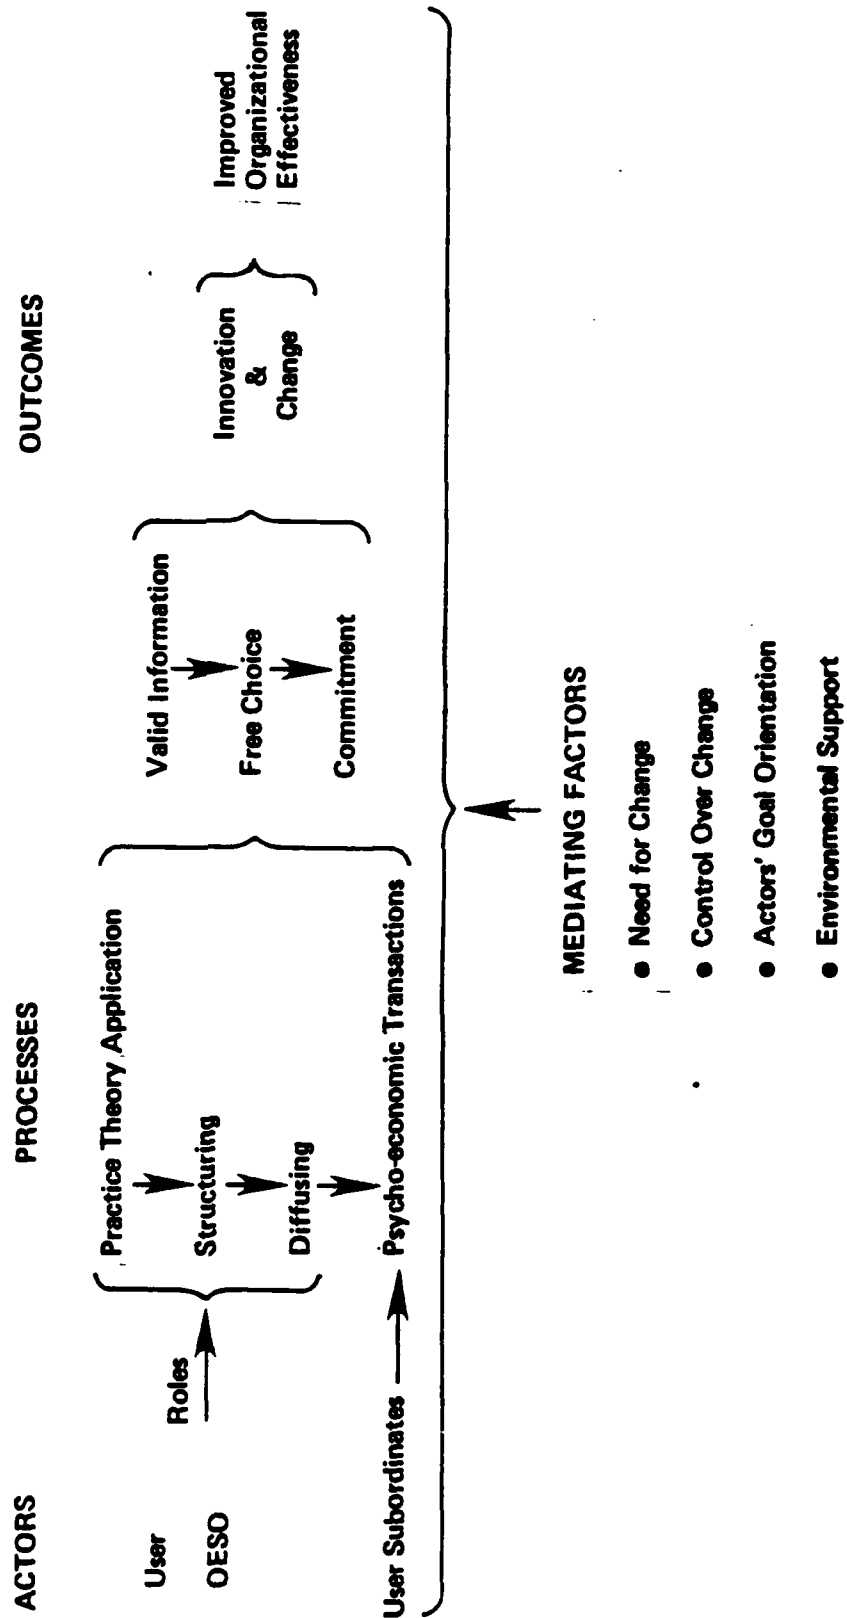 ACTORS
PROCESSES
OUTCOMES
User
OESO
Roles
User Subordinates
Practice Theory Application
Structuring
Diffusing
Psycho-economic Transactions
Valid Information
Free Choice
Commitment
Innovation
&
Change
Improved
Organizational
Effectiveness
MEDIATING FACTORS
● Need for Change
● Control Over Change
● Actors' Goal Orientation
● Environmental Support